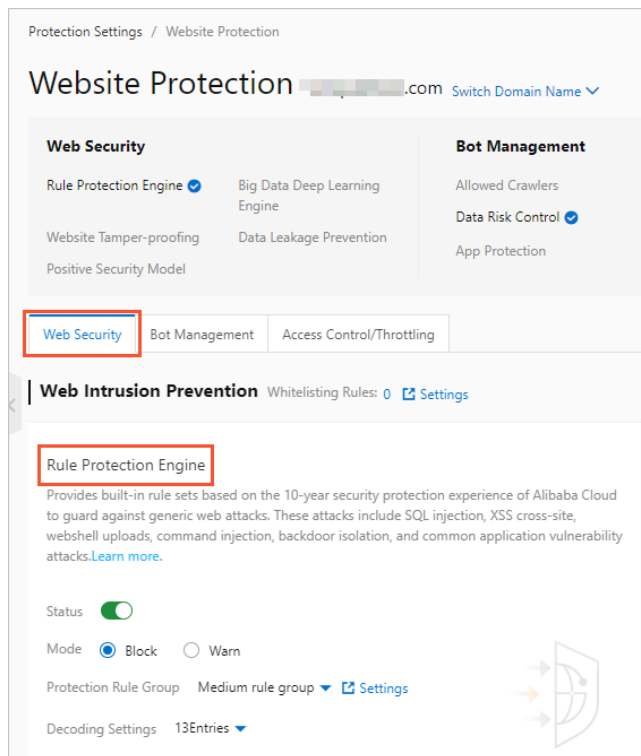 Protection Settings / Website Protection
Website Protection .com Switch Domain Name
Web Security
Rule Protection Engine
Big Data Deep Learning
Engine
Website Tamper-proofing
Data Leakage Prevention
Positive Security Model
Bot Management
Allowed Crawlers
Data Risk Control
App Protection
Web Security Bot Management Access Control/Throttling
Web Intrusion Prevention Whitelisting Rules: 0 Settings
Rule Protection Engine
Provides built-in rule sets based on the 10-year security protection experience of Alibaba Cloud
to guard against generic web attacks. These attacks include SQL injection, XSS cross-site,
webshell uploads, command injection, backdoor isolation, and common application vulnerability
attacks.Learn more.
Status
Mode Block Warn
Protection Rule Group Medium rule group Settings
Decoding Settings 13Entries